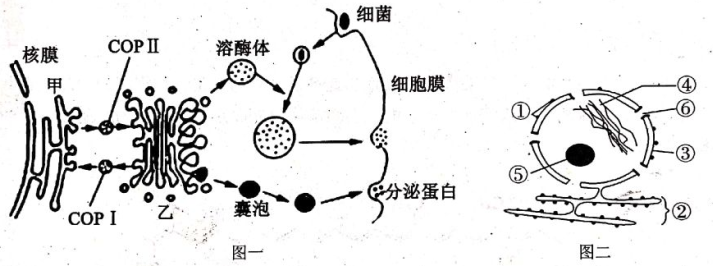 细菌
COPⅡ
核膜
溶酶体
甲
细胞膜
COPⅠ
乙
囊泡
分泌蛋白
图一
④
①
⑥
③
⑤
②
图二